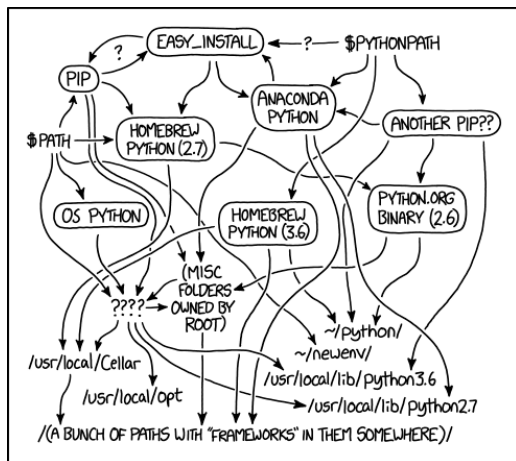 EASY_INSTALL
?
?
$PYTHONPATH
PIP
ANACONDA
PYTHON
ANOTHER PIP??
$PATH
HOMEBREW
PYTHON (2.7)
OS PYTHON
HOMEBREW
PYTHON (3.6)
PYTHON.ORG
BINARY (2.6)
(MISC
FOLDERS
OWNED BY
ROOT)
????
~/python/
~/newenv/
/usr/local/Cellar
/usr/local/lib/python3.6
/usr/local/opt
/usr/local/lib/python2.7
/(A BUNCH OF PATHS WITH "FRAMEWORKS" IN THEM SOMEWHERE)/